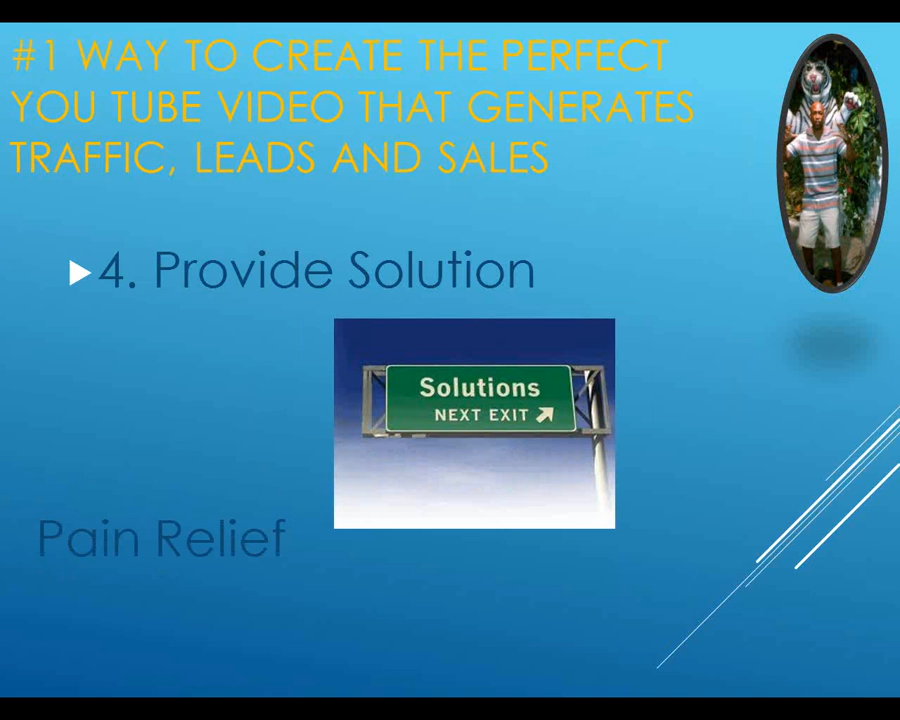 #1 WAY TO CREATE THE PERFECT
YOU TUBE VIDEO THAT GENERATES
TRAFFIC, LEADS AND SALES
4. Provide Solution
Solutions
NEXT EXIT
Pain Relief